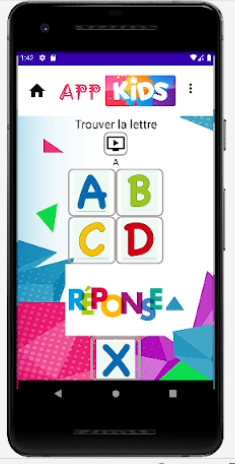 1:42
APP KiDS
Trouver la lettre
A
A B
C D
RÉPONSE
X